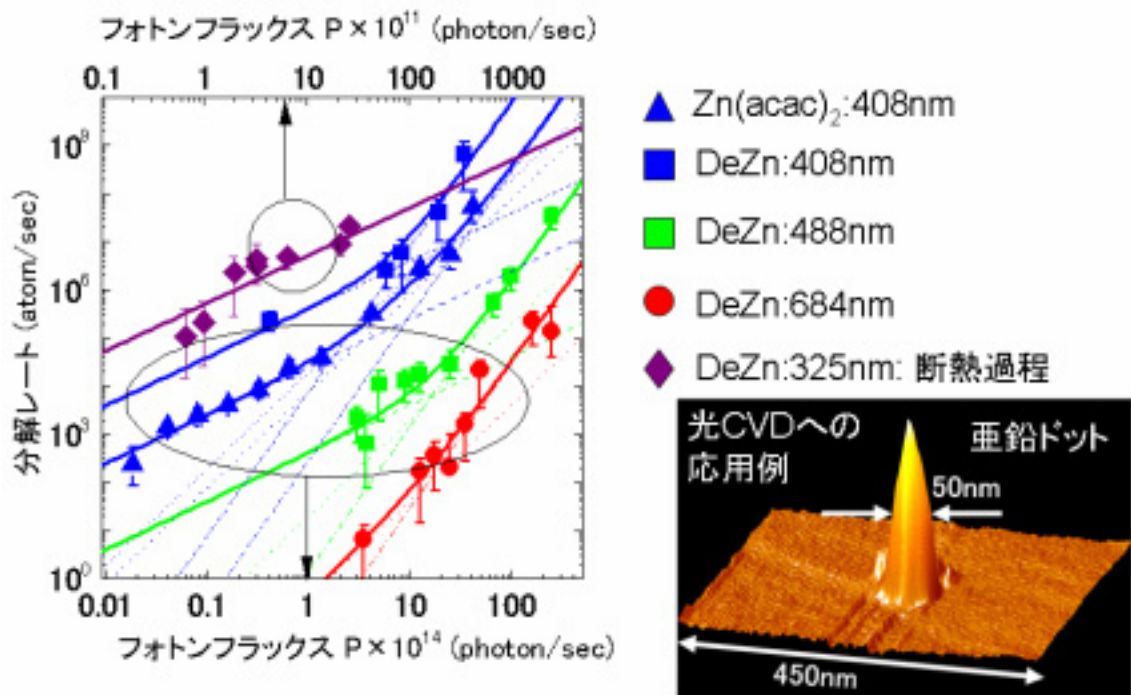 フォトンフラックス P×10¹¹ (photon/sec)
0.1 1 10 100 1000
10⁹
10⁶
10³
10⁰
分解レート (atom/sec)
0.01 0.1 1 10 100
フォトンフラックス P×10¹⁴ (photon/sec)
Zn(acac)₂:408nm
DeZn:408nm
DeZn:488nm
DeZn:684nm
DeZn:325nm: 断熱過程
光CVDへの
応用例
亜鉛ドット
50nm
450nm